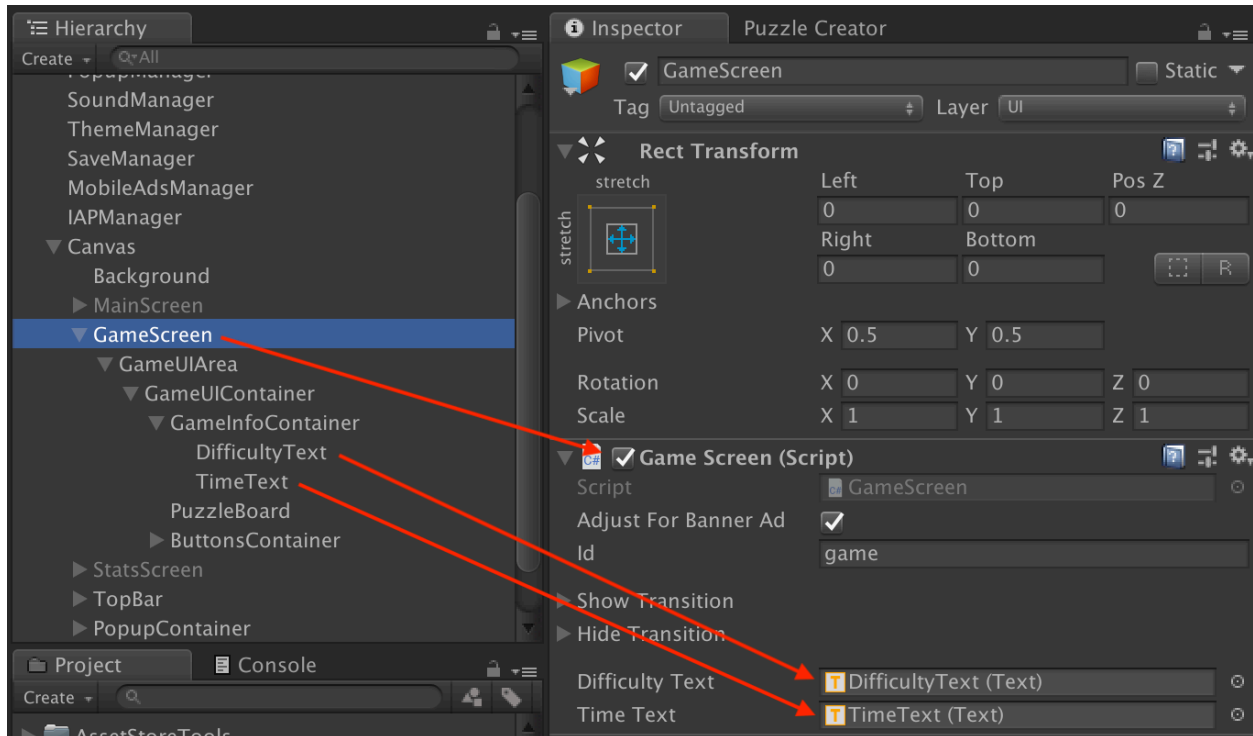 Hierarchy
Create
All
PopupManager
SoundManager
ThemeManager
SaveManager
MobileAdsManager
IAPManager
Canvas
Background
MainScreen
GameScreen
GameUIArea
GameUIContainer
GameInfoContainer
DifficultyText
TimeText
PuzzleBoard
ButtonsContainer
StatsScreen
TopBar
PopupContainer
Project Console
Create
AssetStoreTools
Inspector Puzzle Creator
GameScreen Static
Tag Untagged Layer UI
Rect Transform
stretch Left Top Pos Z
stretch 0 0 0
Right Bottom
0 0 R
Anchors
Pivot X 0.5 Y 0.5
Rotation X 0 Y 0 Z 0
Scale X 1 Y 1 Z 1
C# Game Screen (Script)
Script GameScreen
Adjust For Banner Ad
Id game
Show Transition
Hide Transition
Difficulty Text T DifficultyText (Text)
Time Text T TimeText (Text)